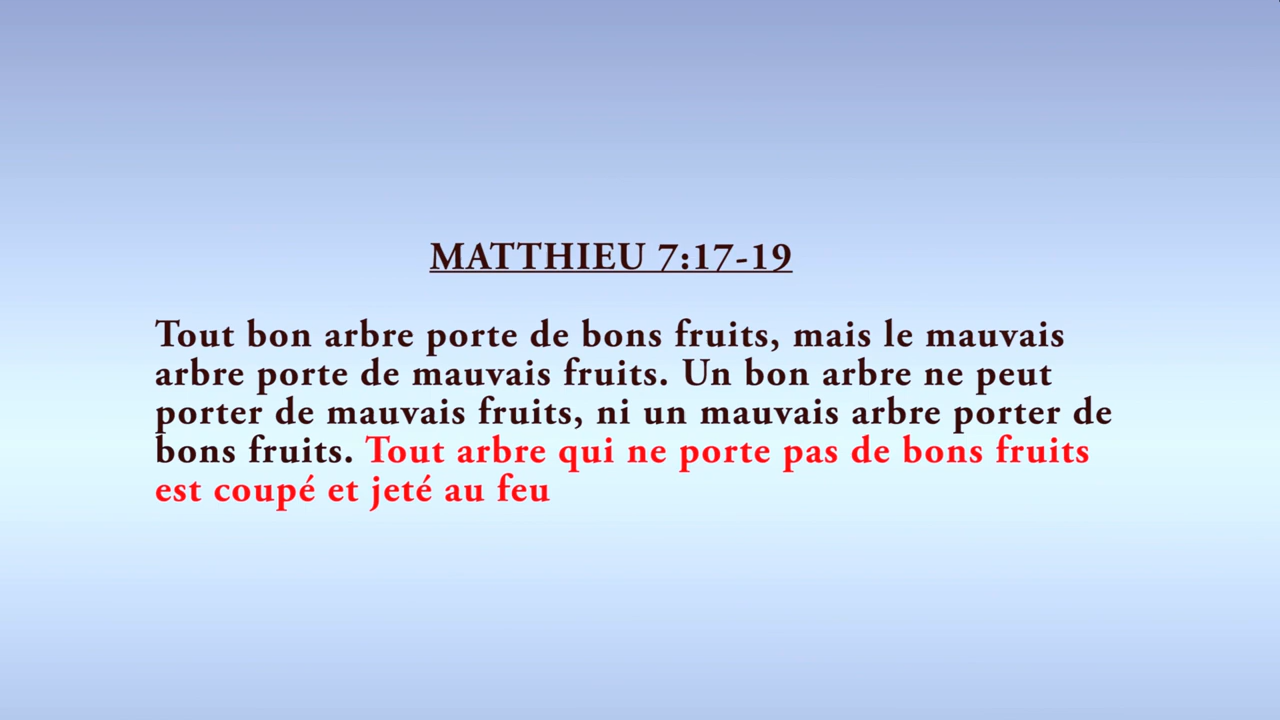 MATTHIEU 7:17-19
Tout bon arbre porte de bons fruits, mais le mauvais
arbre porte de mauvais fruits. Un bon arbre ne peut
porter de mauvais fruits, ni un mauvais arbre porter de
bons fruits. Tout arbre qui ne porte pas de bons fruits
est coupé et jeté au feu